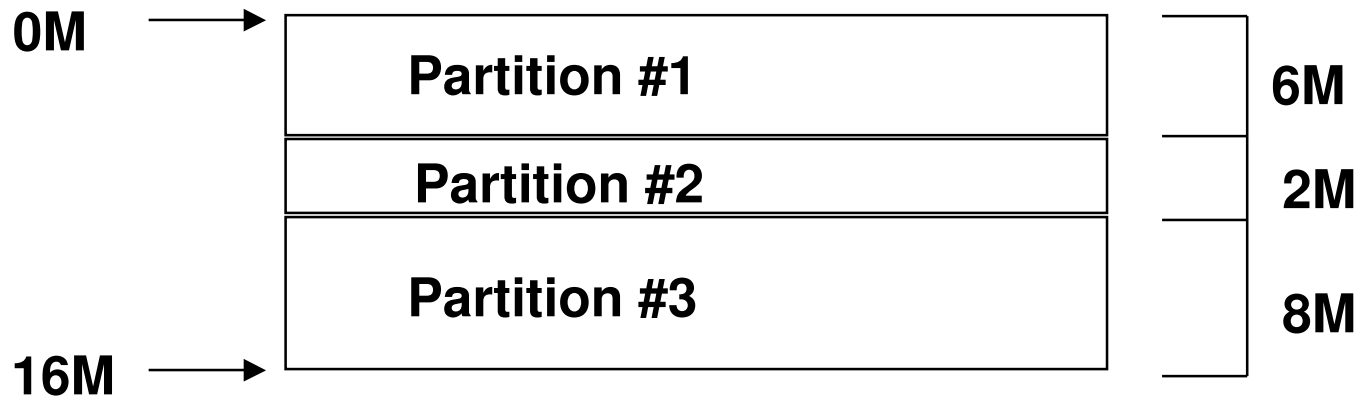 0M
Partition #1
6M
Partition #2
2M
Partition #3
8M
16M